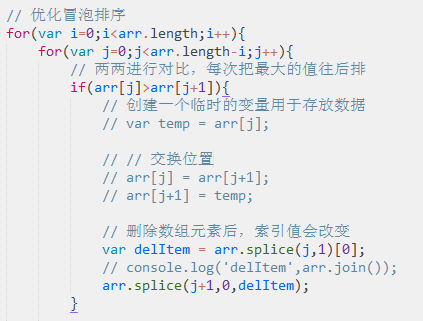 // 优化冒泡排序
for(var i=0;i<arr.length;i++){
for(var j=0;j<arr.length-i;j++){
// 两两进行对比，每次把最大的值往后排
if(arr[j]>arr[j+1]){
// 创建一个临时的变量用于存放数据
// var temp = arr[j];
// // 交换位置
// arr[j] = arr[j+1];
// arr[j+1] = temp;
// 删除数组元素后，索引值会改变
var delItem = arr.splice(j,1)[0];
// console.log('delItem',arr.join());
arr.splice(j+1,0,delItem);
}